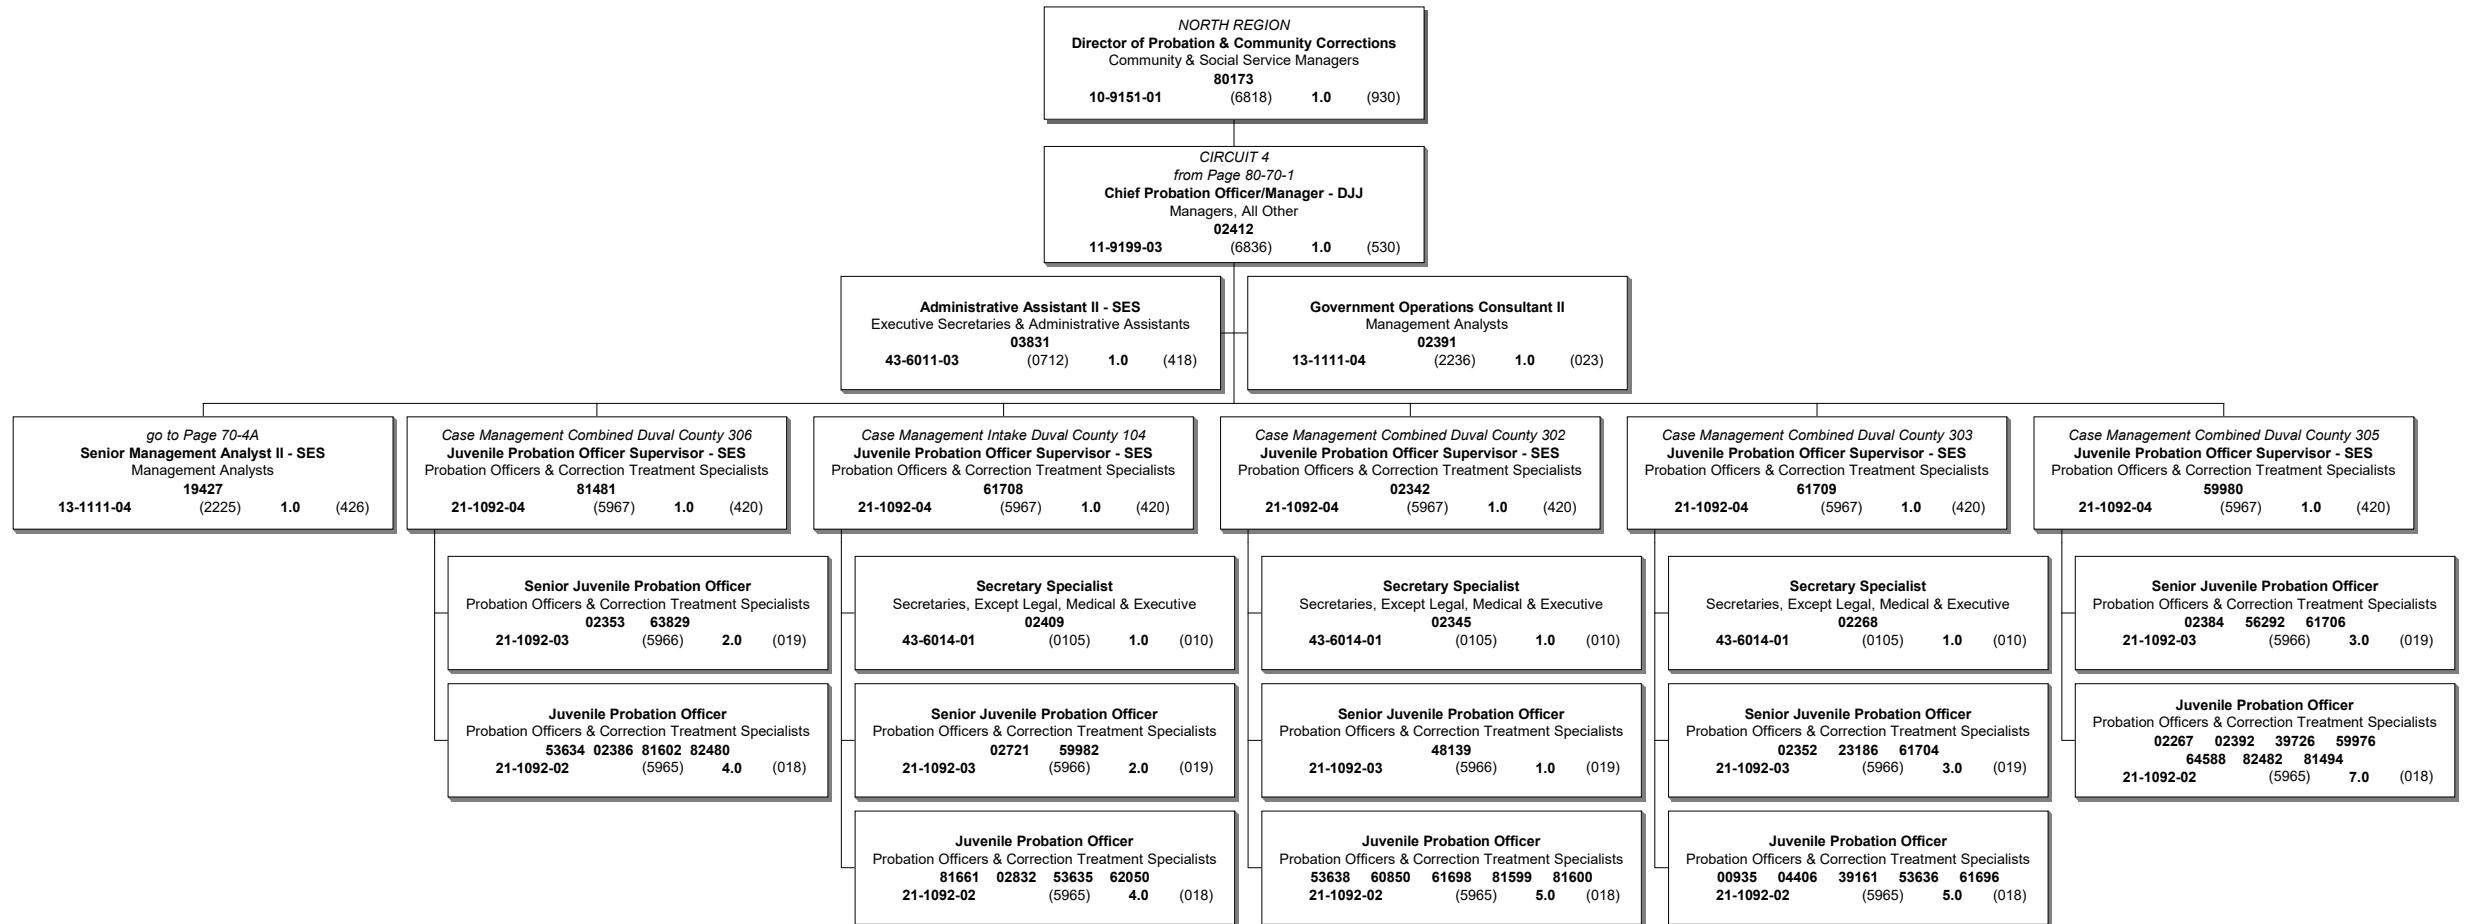 NORTH REGION
Director of Probation & Community Corrections
Community & Social Service Managers
80173
10-9151-01 (6818) 1.0 (930)
CIRCUIT 4
from Page 80-70-1
Chief Probation Officer/Manager - DJJ
Managers, All Other
02412
11-9199-03 (6836) 1.0 (530)
Administrative Assistant II - SES
Executive Secretaries & Administrative Assistants
03831
43-6011-03 (0712) 1.0 (418)
Government Operations Consultant II
Management Analysts
02391
13-1111-04 (2236) 1.0 (023)
go to Page 70-4A
Senior Management Analyst II - SES
Management Analysts
19427
13-1111-04 (2225) 1.0 (426)
Case Management Combined Duval County 306
Juvenile Probation Officer Supervisor - SES
Probation Officers & Correction Treatment Specialists
81481
21-1092-04 (5967) 1.0 (420)
Case Management Intake Duval County 104
Juvenile Probation Officer Supervisor - SES
Probation Officers & Correction Treatment Specialists
61708
21-1092-04 (5967) 1.0 (420)
Case Management Combined Duval County 302
Juvenile Probation Officer Supervisor - SES
Probation Officers & Correction Treatment Specialists
02342
21-1092-04 (5967) 1.0 (420)
Case Management Combined Duval County 303
Juvenile Probation Officer Supervisor - SES
Probation Officers & Correction Treatment Specialists
61709
21-1092-04 (5967) 1.0 (420)
Case Management Combined Duval County 305
Juvenile Probation Officer Supervisor - SES
Probation Officers & Correction Treatment Specialists
59980
21-1092-04 (5967) 1.0 (420)
Senior Juvenile Probation Officer
Probation Officers & Correction Treatment Specialists
02353 63829
21-1092-03 (5966) 2.0 (019)
Secretary Specialist
Secretaries, Except Legal, Medical & Executive
02409
43-6014-01 (0105) 1.0 (010)
Secretary Specialist
Secretaries, Except Legal, Medical & Executive
02345
43-6014-01 (0105) 1.0 (010)
Secretary Specialist
Secretaries, Except Legal, Medical & Executive
02268
43-6014-01 (0105) 1.0 (010)
Senior Juvenile Probation Officer
Probation Officers & Correction Treatment Specialists
02384 56292 61706
21-1092-03 (5966) 3.0 (019)
Juvenile Probation Officer
Probation Officers & Correction Treatment Specialists
53634 02386 81602 82480
21-1092-02 (5965) 4.0 (018)
Senior Juvenile Probation Officer
Probation Officers & Correction Treatment Specialists
02721 59982
21-1092-03 (5966) 2.0 (019)
Senior Juvenile Probation Officer
Probation Officers & Correction Treatment Specialists
48139
21-1092-03 (5966) 1.0 (019)
Senior Juvenile Probation Officer
Probation Officers & Correction Treatment Specialists
02352 23186 61704
21-1092-03 (5966) 3.0 (019)
Juvenile Probation Officer
Probation Officers & Correction Treatment Specialists
02267 02392 39726 59976
64588 82482 81494
21-1092-02 (5965) 7.0 (018)
Juvenile Probation Officer
Probation Officers & Correction Treatment Specialists
81661 02832 53635 62050
21-1092-02 (5965) 4.0 (018)
Juvenile Probation Officer
Probation Officers & Correction Treatment Specialists
53638 60850 61698 81599 81600
21-1092-02 (5965) 5.0 (018)
Juvenile Probation Officer
Probation Officers & Correction Treatment Specialists
00935 04406 39161 53636 61696
21-1092-02 (5965) 5.0 (018)